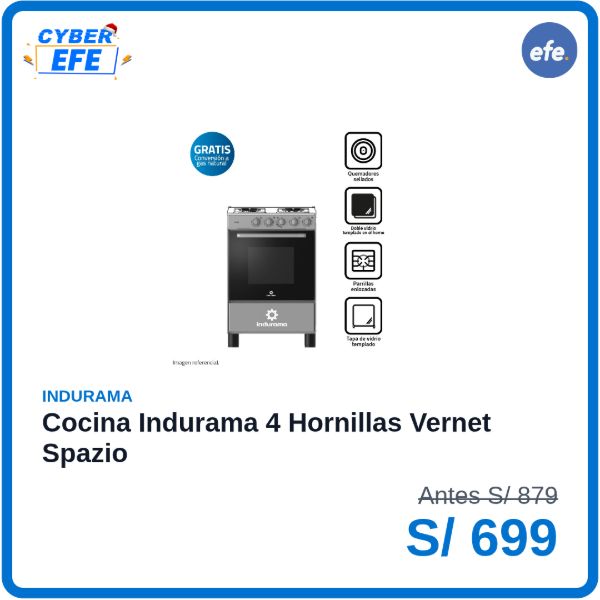 CYBER
EFE
efe.
GRATIS
Conversión a
gas natural
Quemadores
sellados
Doble vidrio
templado en el horno
Parrillas
enlozadas
Tapa de vidrio
templado
indurama
Imagen referencial.
INDURAMA
Cocina Indurama 4 Hornillas Vernet
Spazio
Antes S/ 879
S/ 699